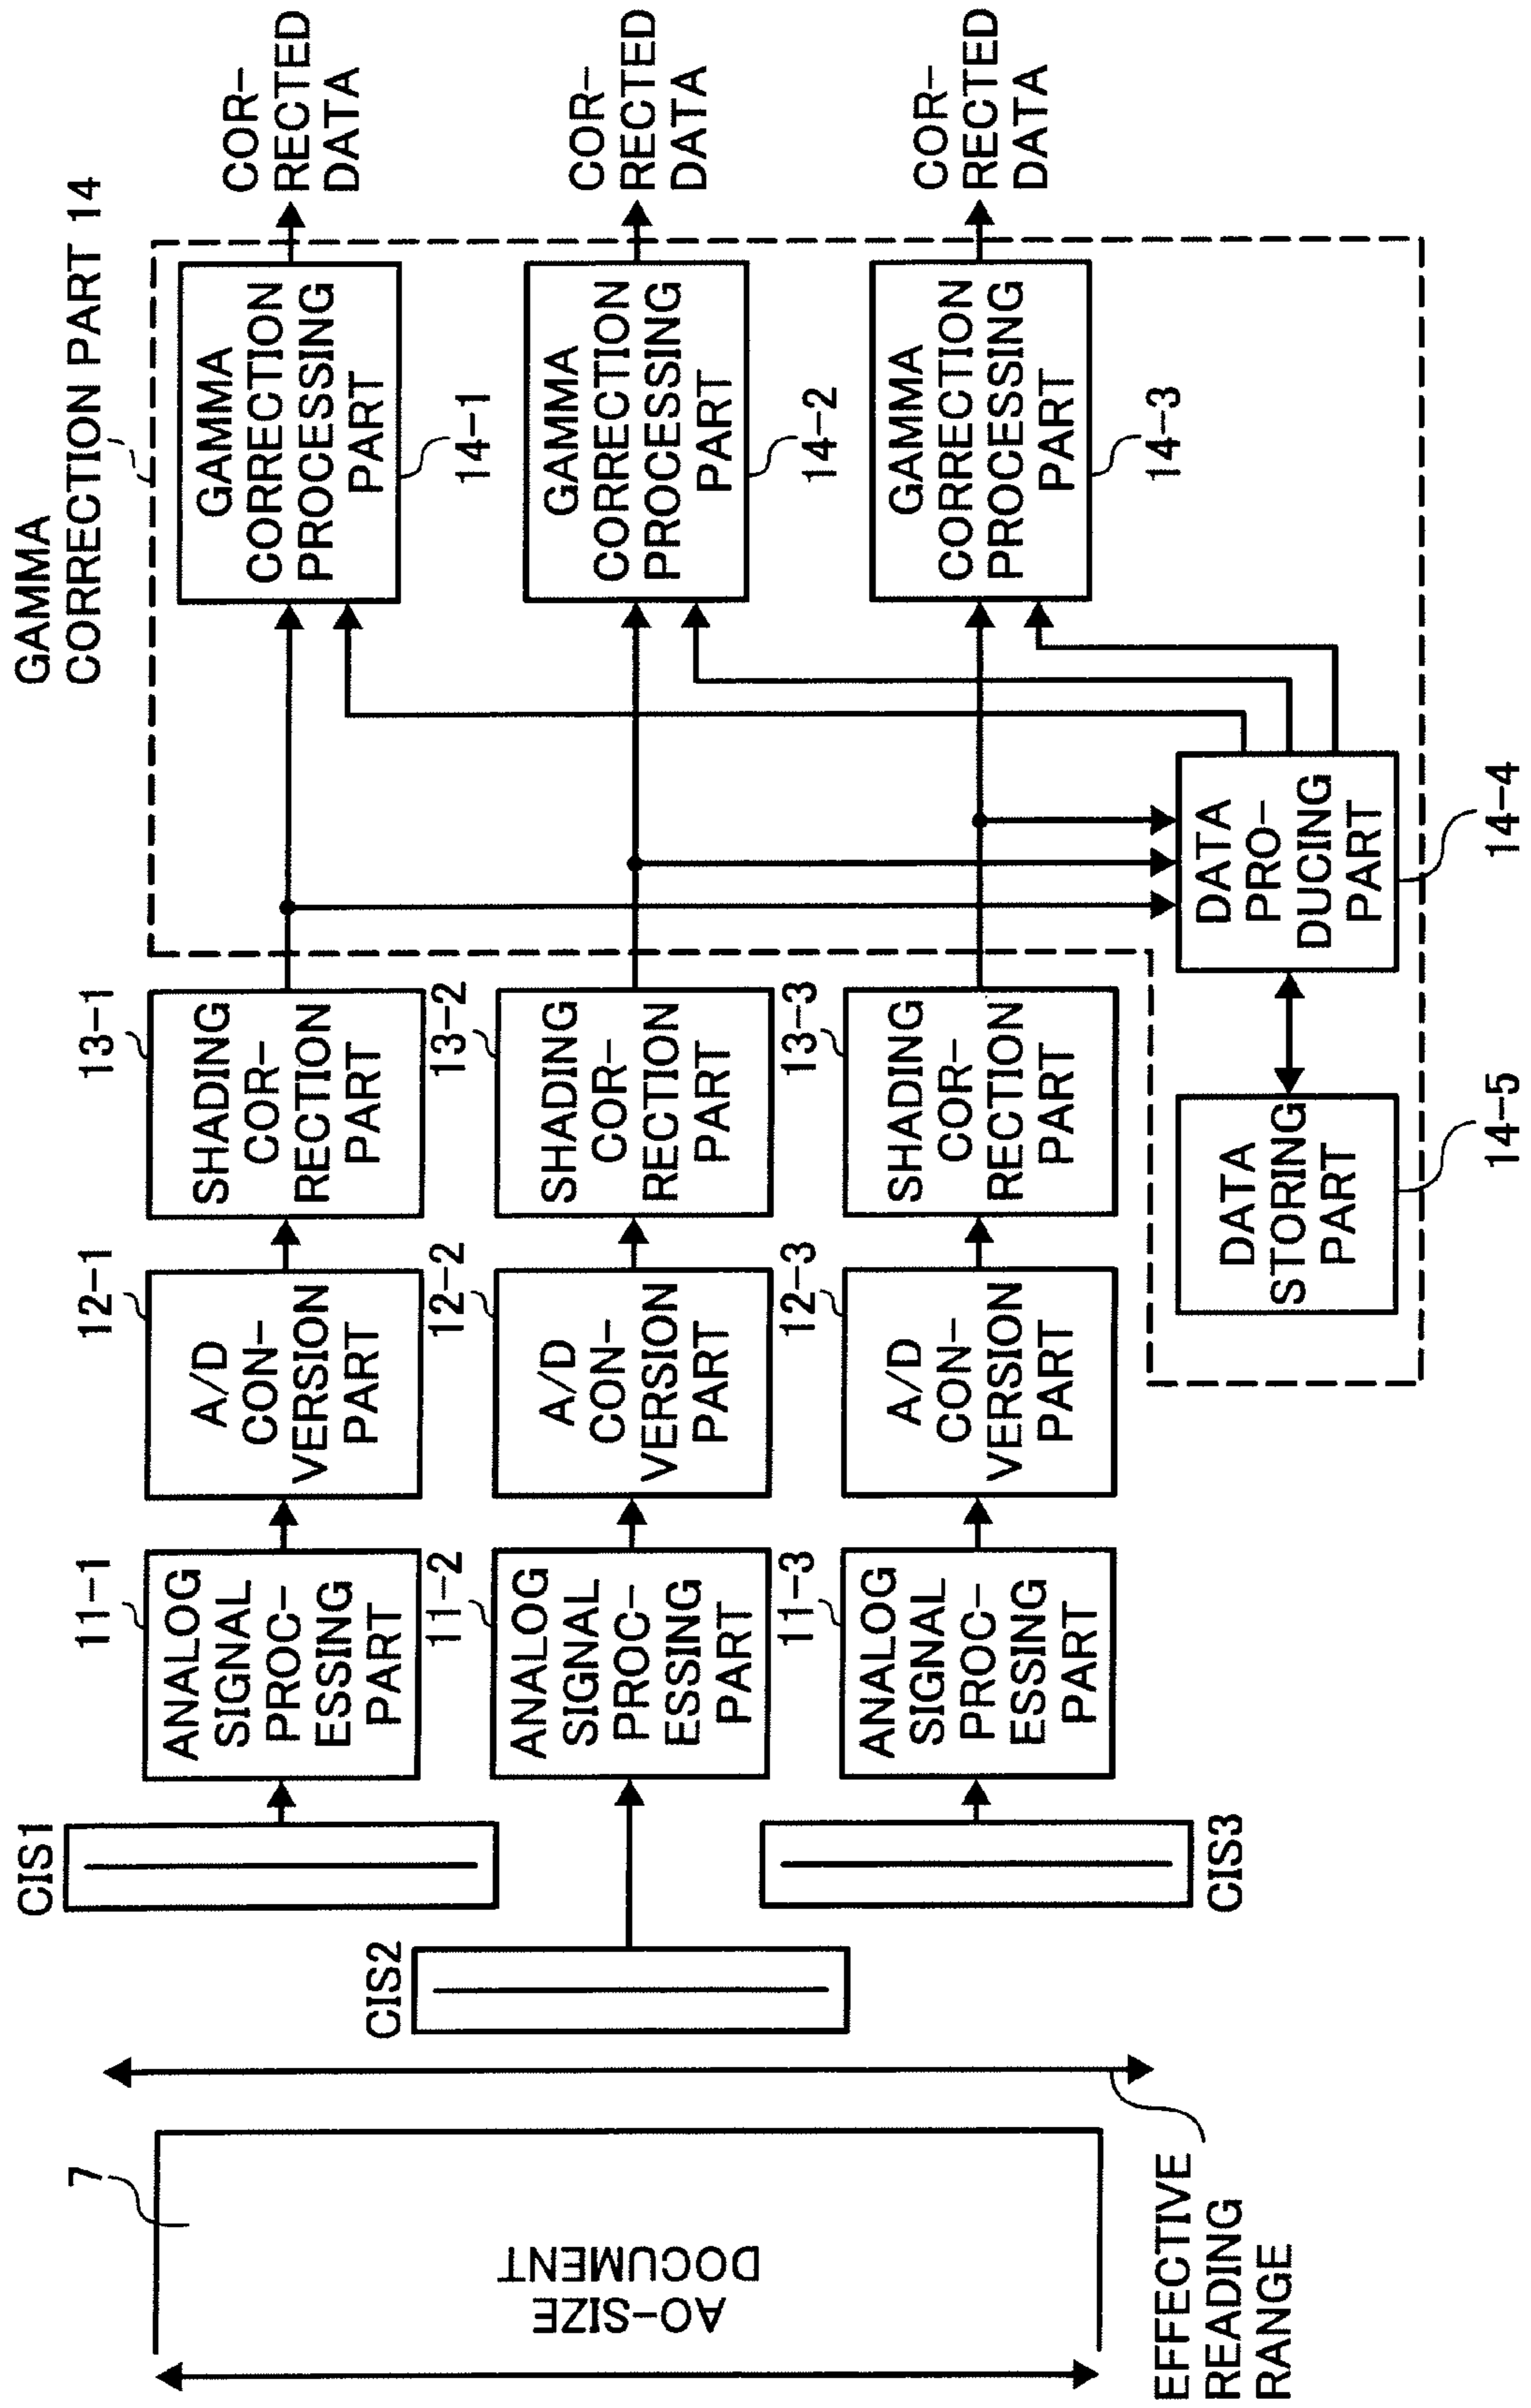 GAMMA
CORRECTION PART 14
7
AO-SIZE
DOCUMENT
EFFECTIVE
READING
RANGE
CIS1
CIS2
CIS3
11-1
ANALOG
SIGNAL
PROC-
ESSING
PART
12-1
A/D
CON-
VERSION
PART
13-1
SHADING
COR-
RECTION
PART
GAMMA
CORRECTION
PROCESSING
PART
14-1
COR-
RECTED
DATA
11-2
ANALOG
SIGNAL
PROC-
ESSING
PART
12-2
A/D
CON-
VERSION
PART
13-2
SHADING
COR-
RECTION
PART
GAMMA
CORRECTION
PROCESSING
PART
14-2
COR-
RECTED
DATA
11-3
ANALOG
SIGNAL
PROC-
ESSING
PART
12-3
A/D
CON-
VERSION
PART
13-3
SHADING
COR-
RECTION
PART
GAMMA
CORRECTION
PROCESSING
PART
14-3
COR-
RECTED
DATA
DATA
STORING
PART
14-5
DATA
PRO-
DUCING
PART
14-4